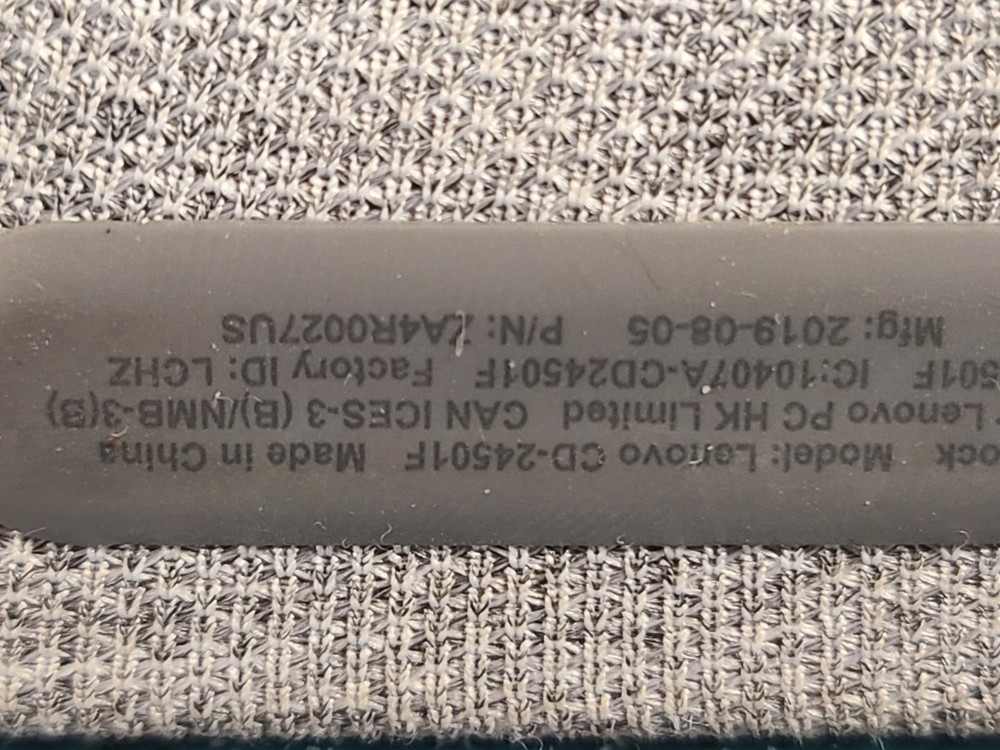 ock Model: Lenovo CD-24501F Made in China
Lenovo PC HK Limited CAN ICES-3 (B)/NMB-3(B)
501F IC:10407A-CD24501F Factory ID: LCHZ
Mfg: 2019-08-05 P/N: ZA4R0027US